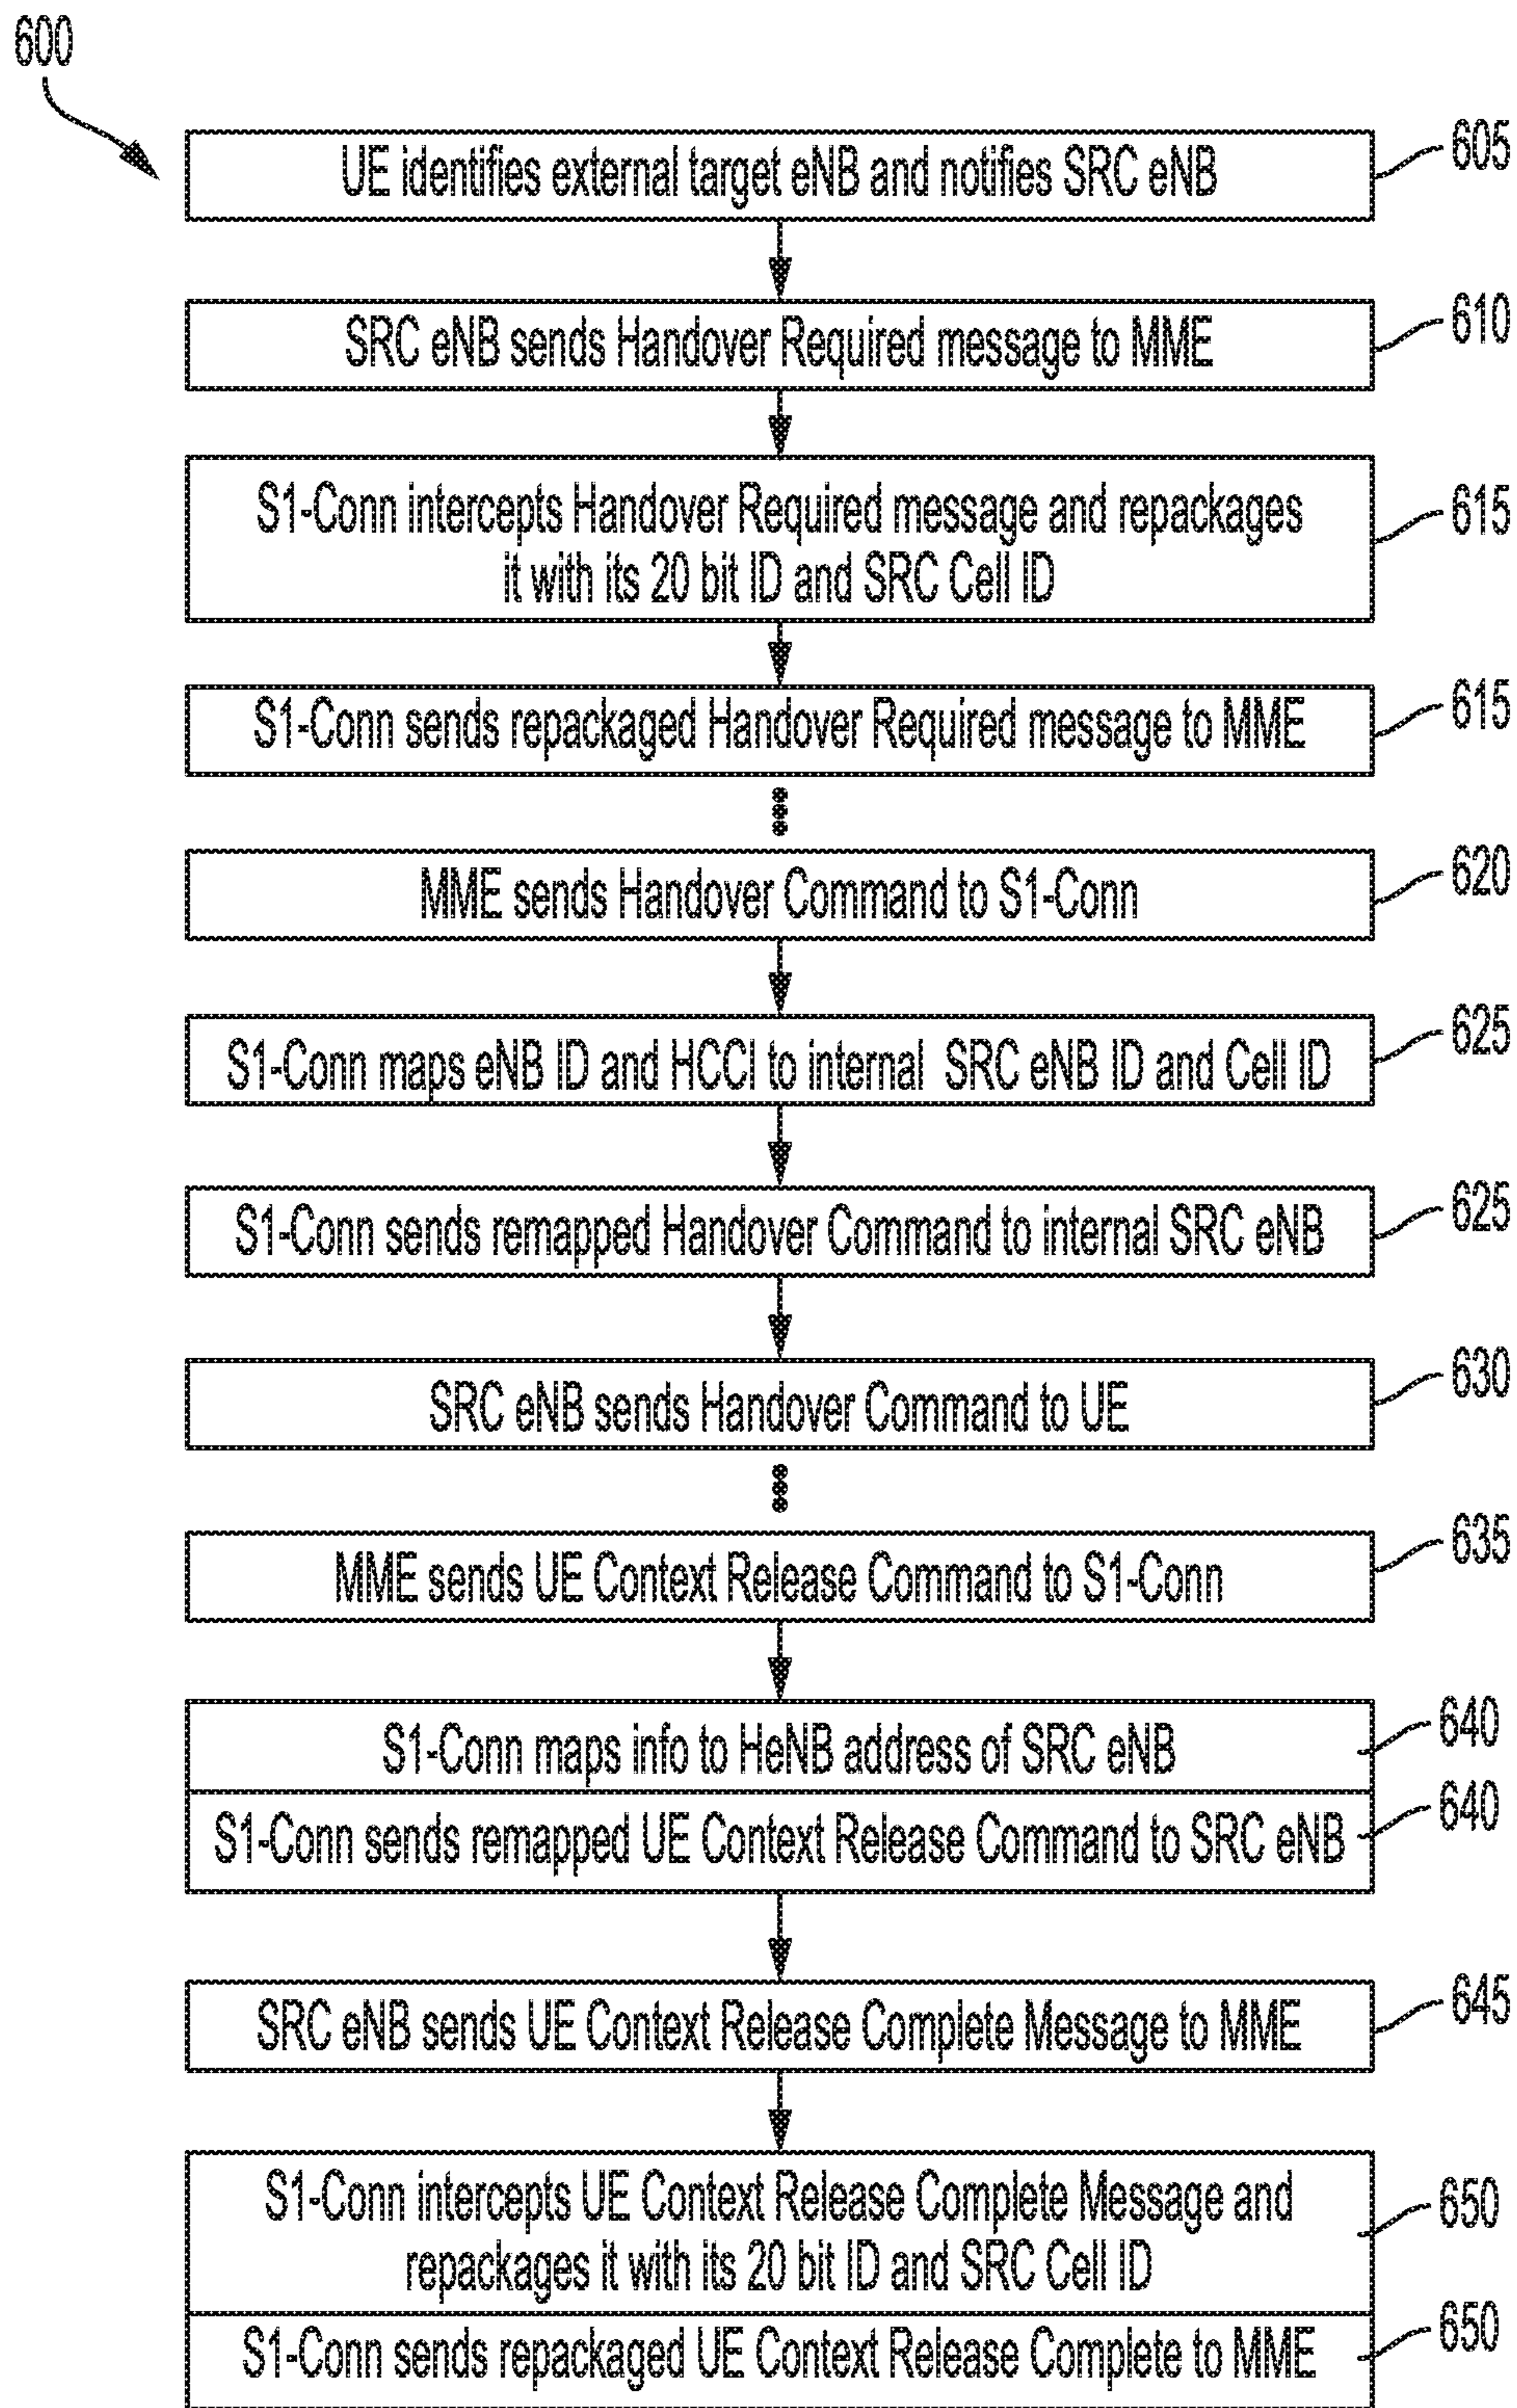 600
UE identifies external target eNB and notifies SRC eNB
605
SRC eNB sends Handover Required message to MME
610
S1-Conn intercepts Handover Required message and repackages
it with its 20 bit ID and SRC Cell ID
615
S1-Conn sends repackaged Handover Required message to MME
615
MME sends Handover Command to S1-Conn
620
S1-Conn maps eNB ID and HCCI to internal SRC eNB ID and Cell ID
625
S1-Conn sends remapped Handover Command to internal SRC eNB
625
SRC eNB sends Handover Command to UE
630
MME sends UE Context Release Command to S1-Conn
635
S1-Conn maps info to HeNB address of SRC eNB
640
S1-Conn sends remapped UE Context Release Command to SRC eNB
640
SRC eNB sends UE Context Release Complete Message to MME
645
S1-Conn intercepts UE Context Release Complete Message and
repackages it with its 20 bit ID and SRC Cell ID
650
S1-Conn sends repackaged UE Context Release Complete to MME
650